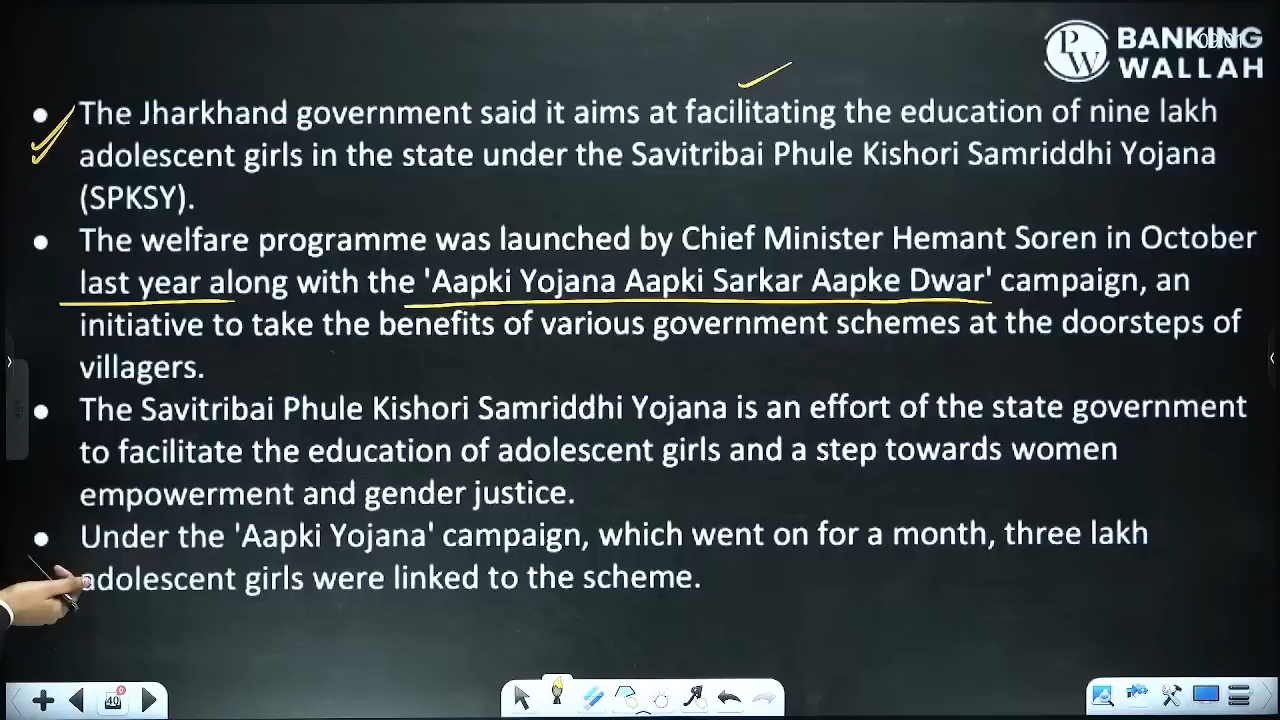 PW BANKING
WALLAH
09:01
• The Jharkhand government said it aims at facilitating the education of nine lakh
adolescent girls in the state under the Savitribai Phule Kishori Samriddhi Yojana
(SPKSY).
• The welfare programme was launched by Chief Minister Hemant Soren in October
last year along with the 'Aapki Yojana Aapki Sarkar Aapke Dwar' campaign, an
initiative to take the benefits of various government schemes at the doorsteps of
villagers.
• The Savitribai Phule Kishori Samriddhi Yojana is an effort of the state government
to facilitate the education of adolescent girls and a step towards women
empowerment and gender justice.
• Under the 'Aapki Yojana' campaign, which went on for a month, three lakh
adolescent girls were linked to the scheme.
40
0